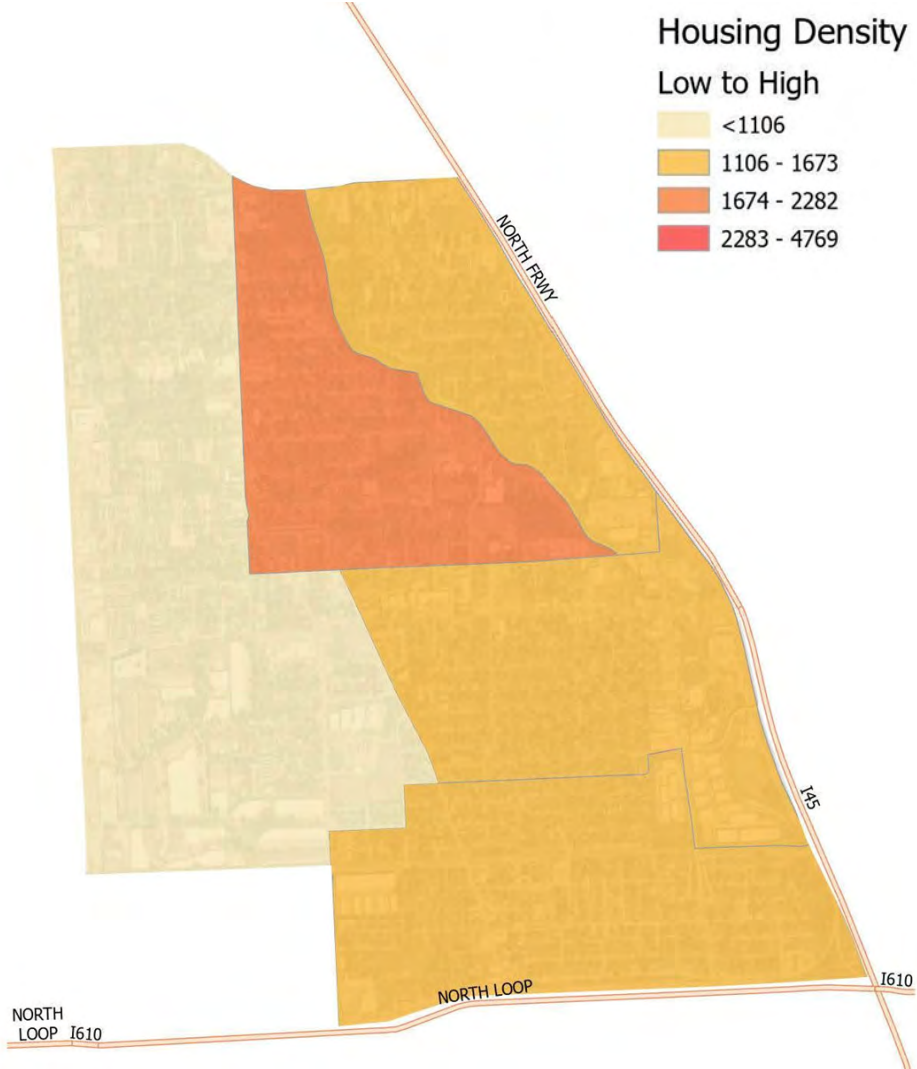 Housing Density
Low to High
<1106
1106 - 1673
1674 - 2282
2283 - 4769
NORTH FRWY
I45
NORTH LOOP
I610
NORTH
LOOP I610